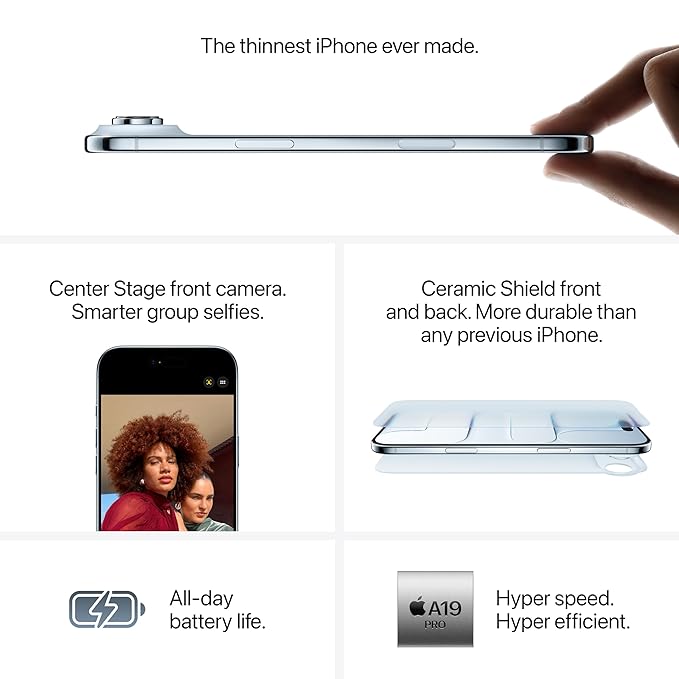 The thinnest iPhone ever made.
Center Stage front camera.
Smarter group selfies.
Ceramic Shield front
and back. More durable than
any previous iPhone.
All-day
battery life.
A19
PRO
Hyper speed.
Hyper efficient.